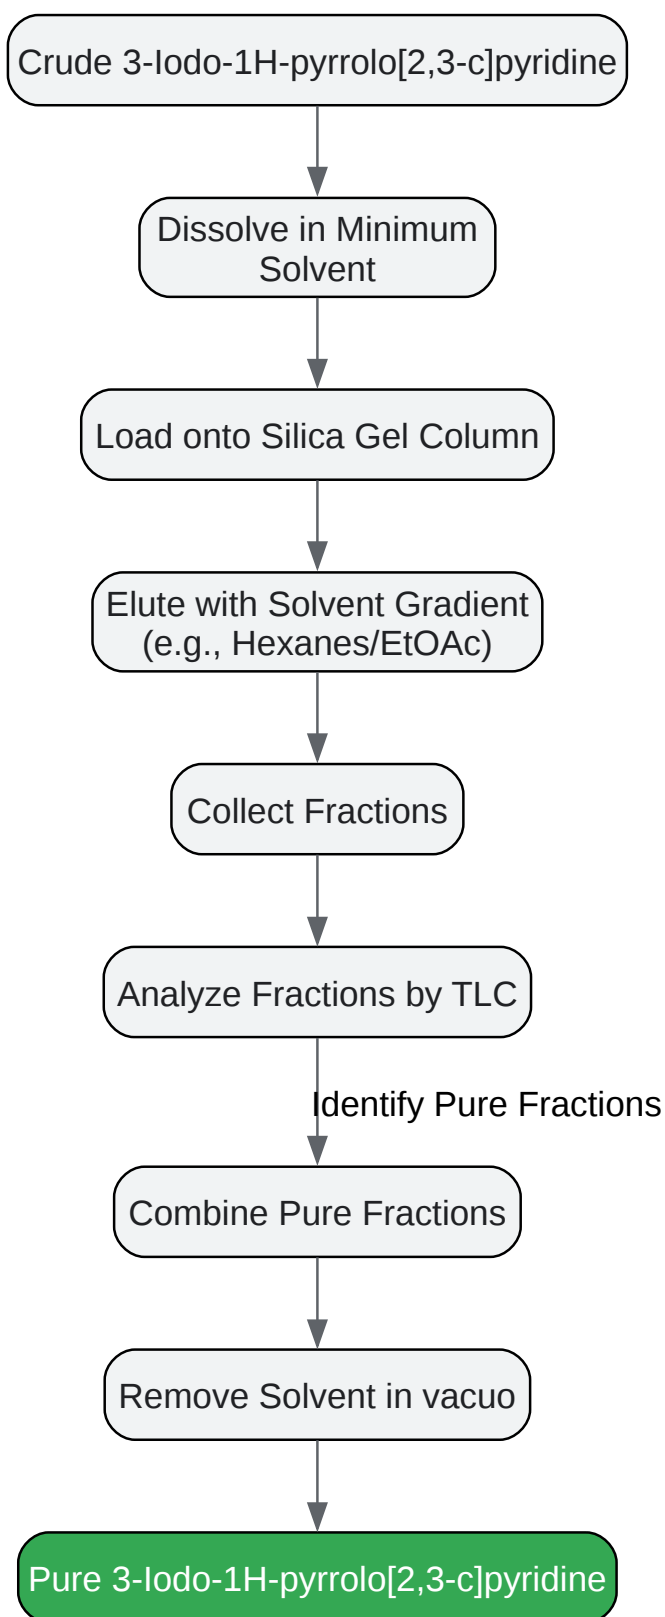 Crude 3-Iodo-1H-pyrrolo[2,3-c]pyridine
Dissolve in Minimum
Solvent
Load onto Silica Gel Column
Elute with Solvent Gradient
(e.g., Hexanes/EtOAc)
Collect Fractions
Analyze Fractions by TLC
Identify Pure Fractions
Combine Pure Fractions
Remove Solvent in vacuo
Pure 3-Iodo-1H-pyrrolo[2,3-c]pyridine